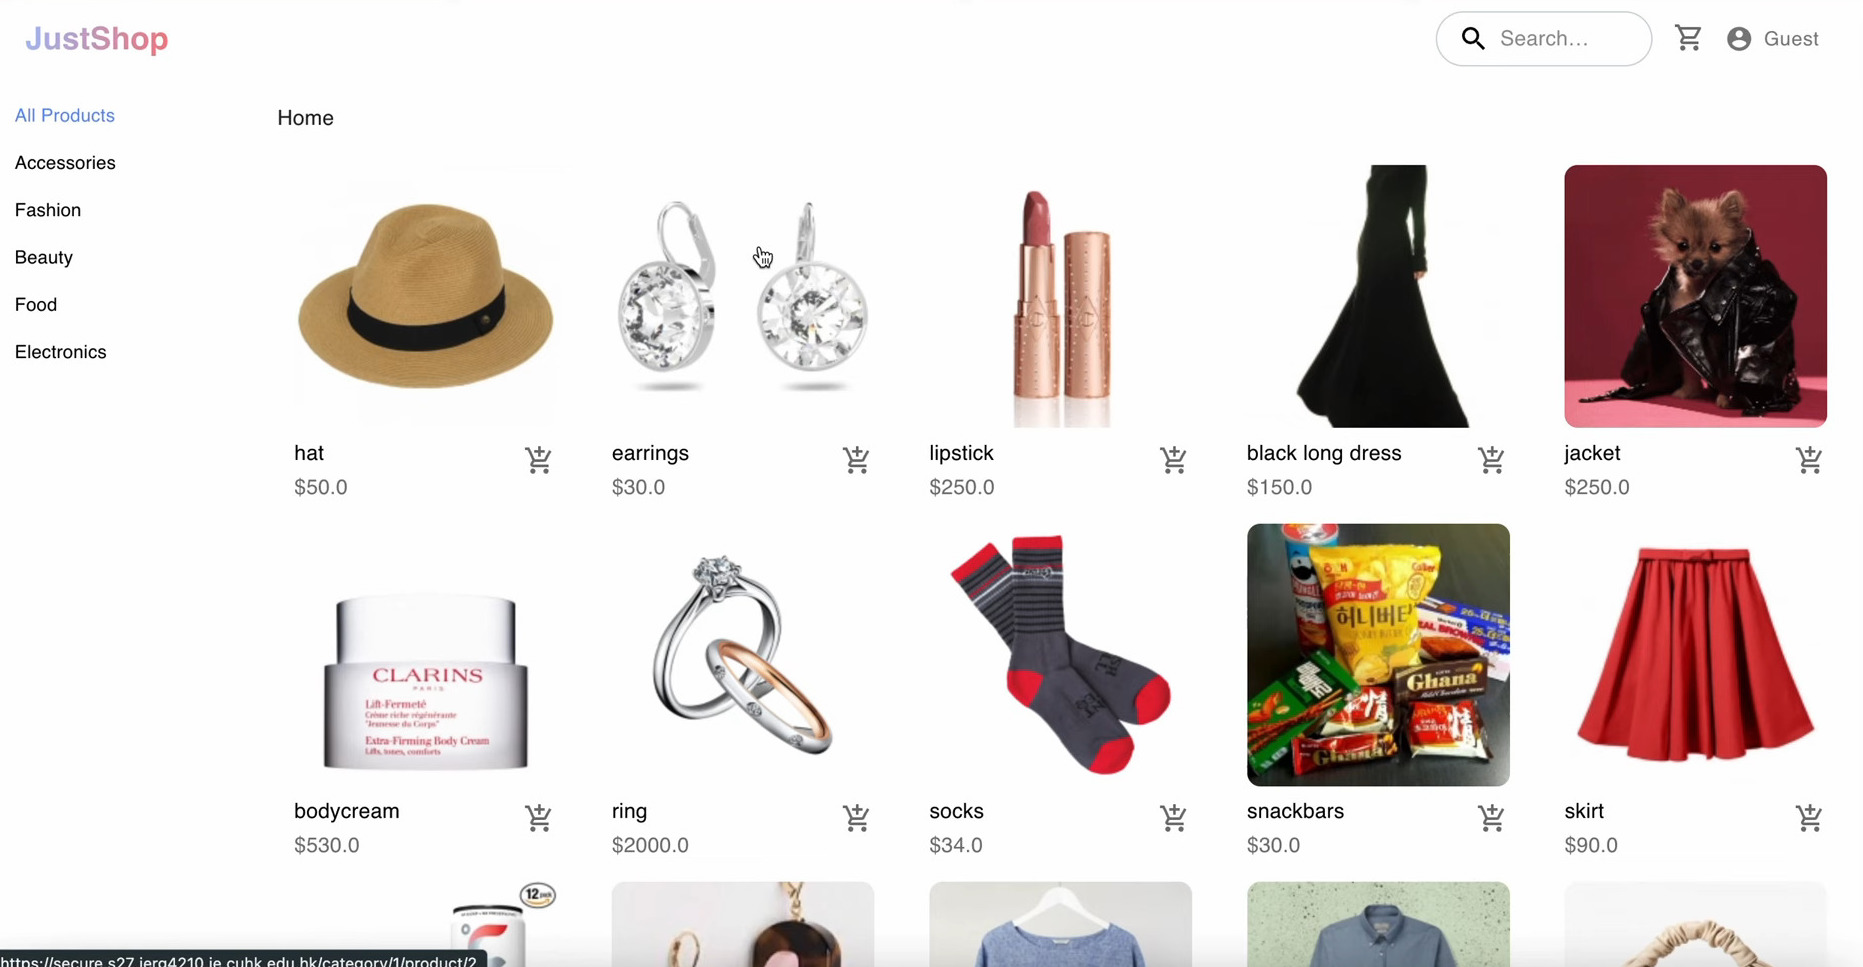 JustShop
Search...
Guest
All Products
Accessories
Fashion
Beauty
Food
Electronics
Home
hat
$50.0
earrings
$30.0
lipstick
$250.0
black long dress
$150.0
jacket
$250.0
CLARINS
PARIS
Lift-Fermeté
Crème riche régénérante
"Jeunesse du Corps"
Extra-Firming Body Cream
Lifts, tones, comforts
허니버터
Ghana
Ghana
bodycream
$530.0
ring
$2000.0
socks
$34.0
snackbars
$30.0
skirt
$90.0
12 pack
https://secure.s27.ierg4210.ie.cuhk.edu.hk/category/1/product/2